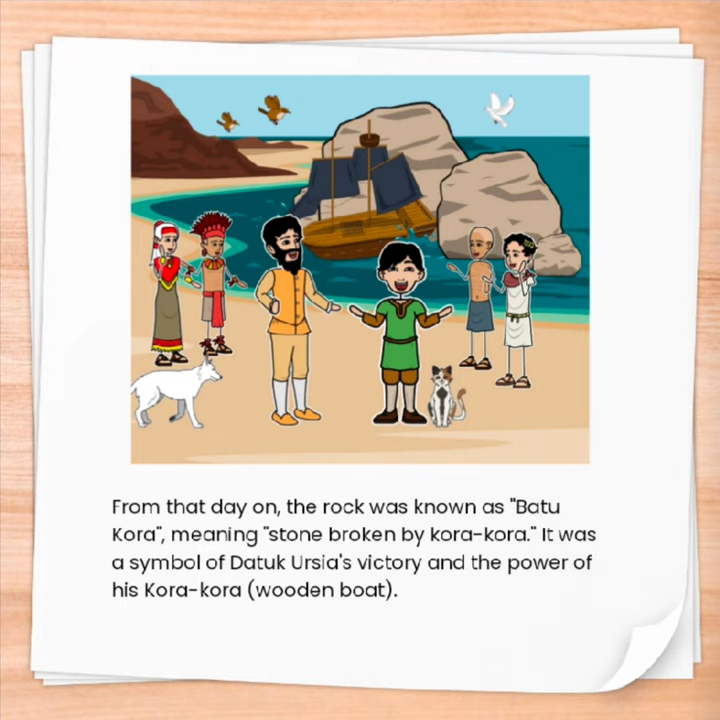 From that day on, the rock was known as "Batu
Kora", meaning "stone broken by kora-kora." It was
a symbol of Datuk Ursia's victory and the power of
his Kora-kora (wooden boat).